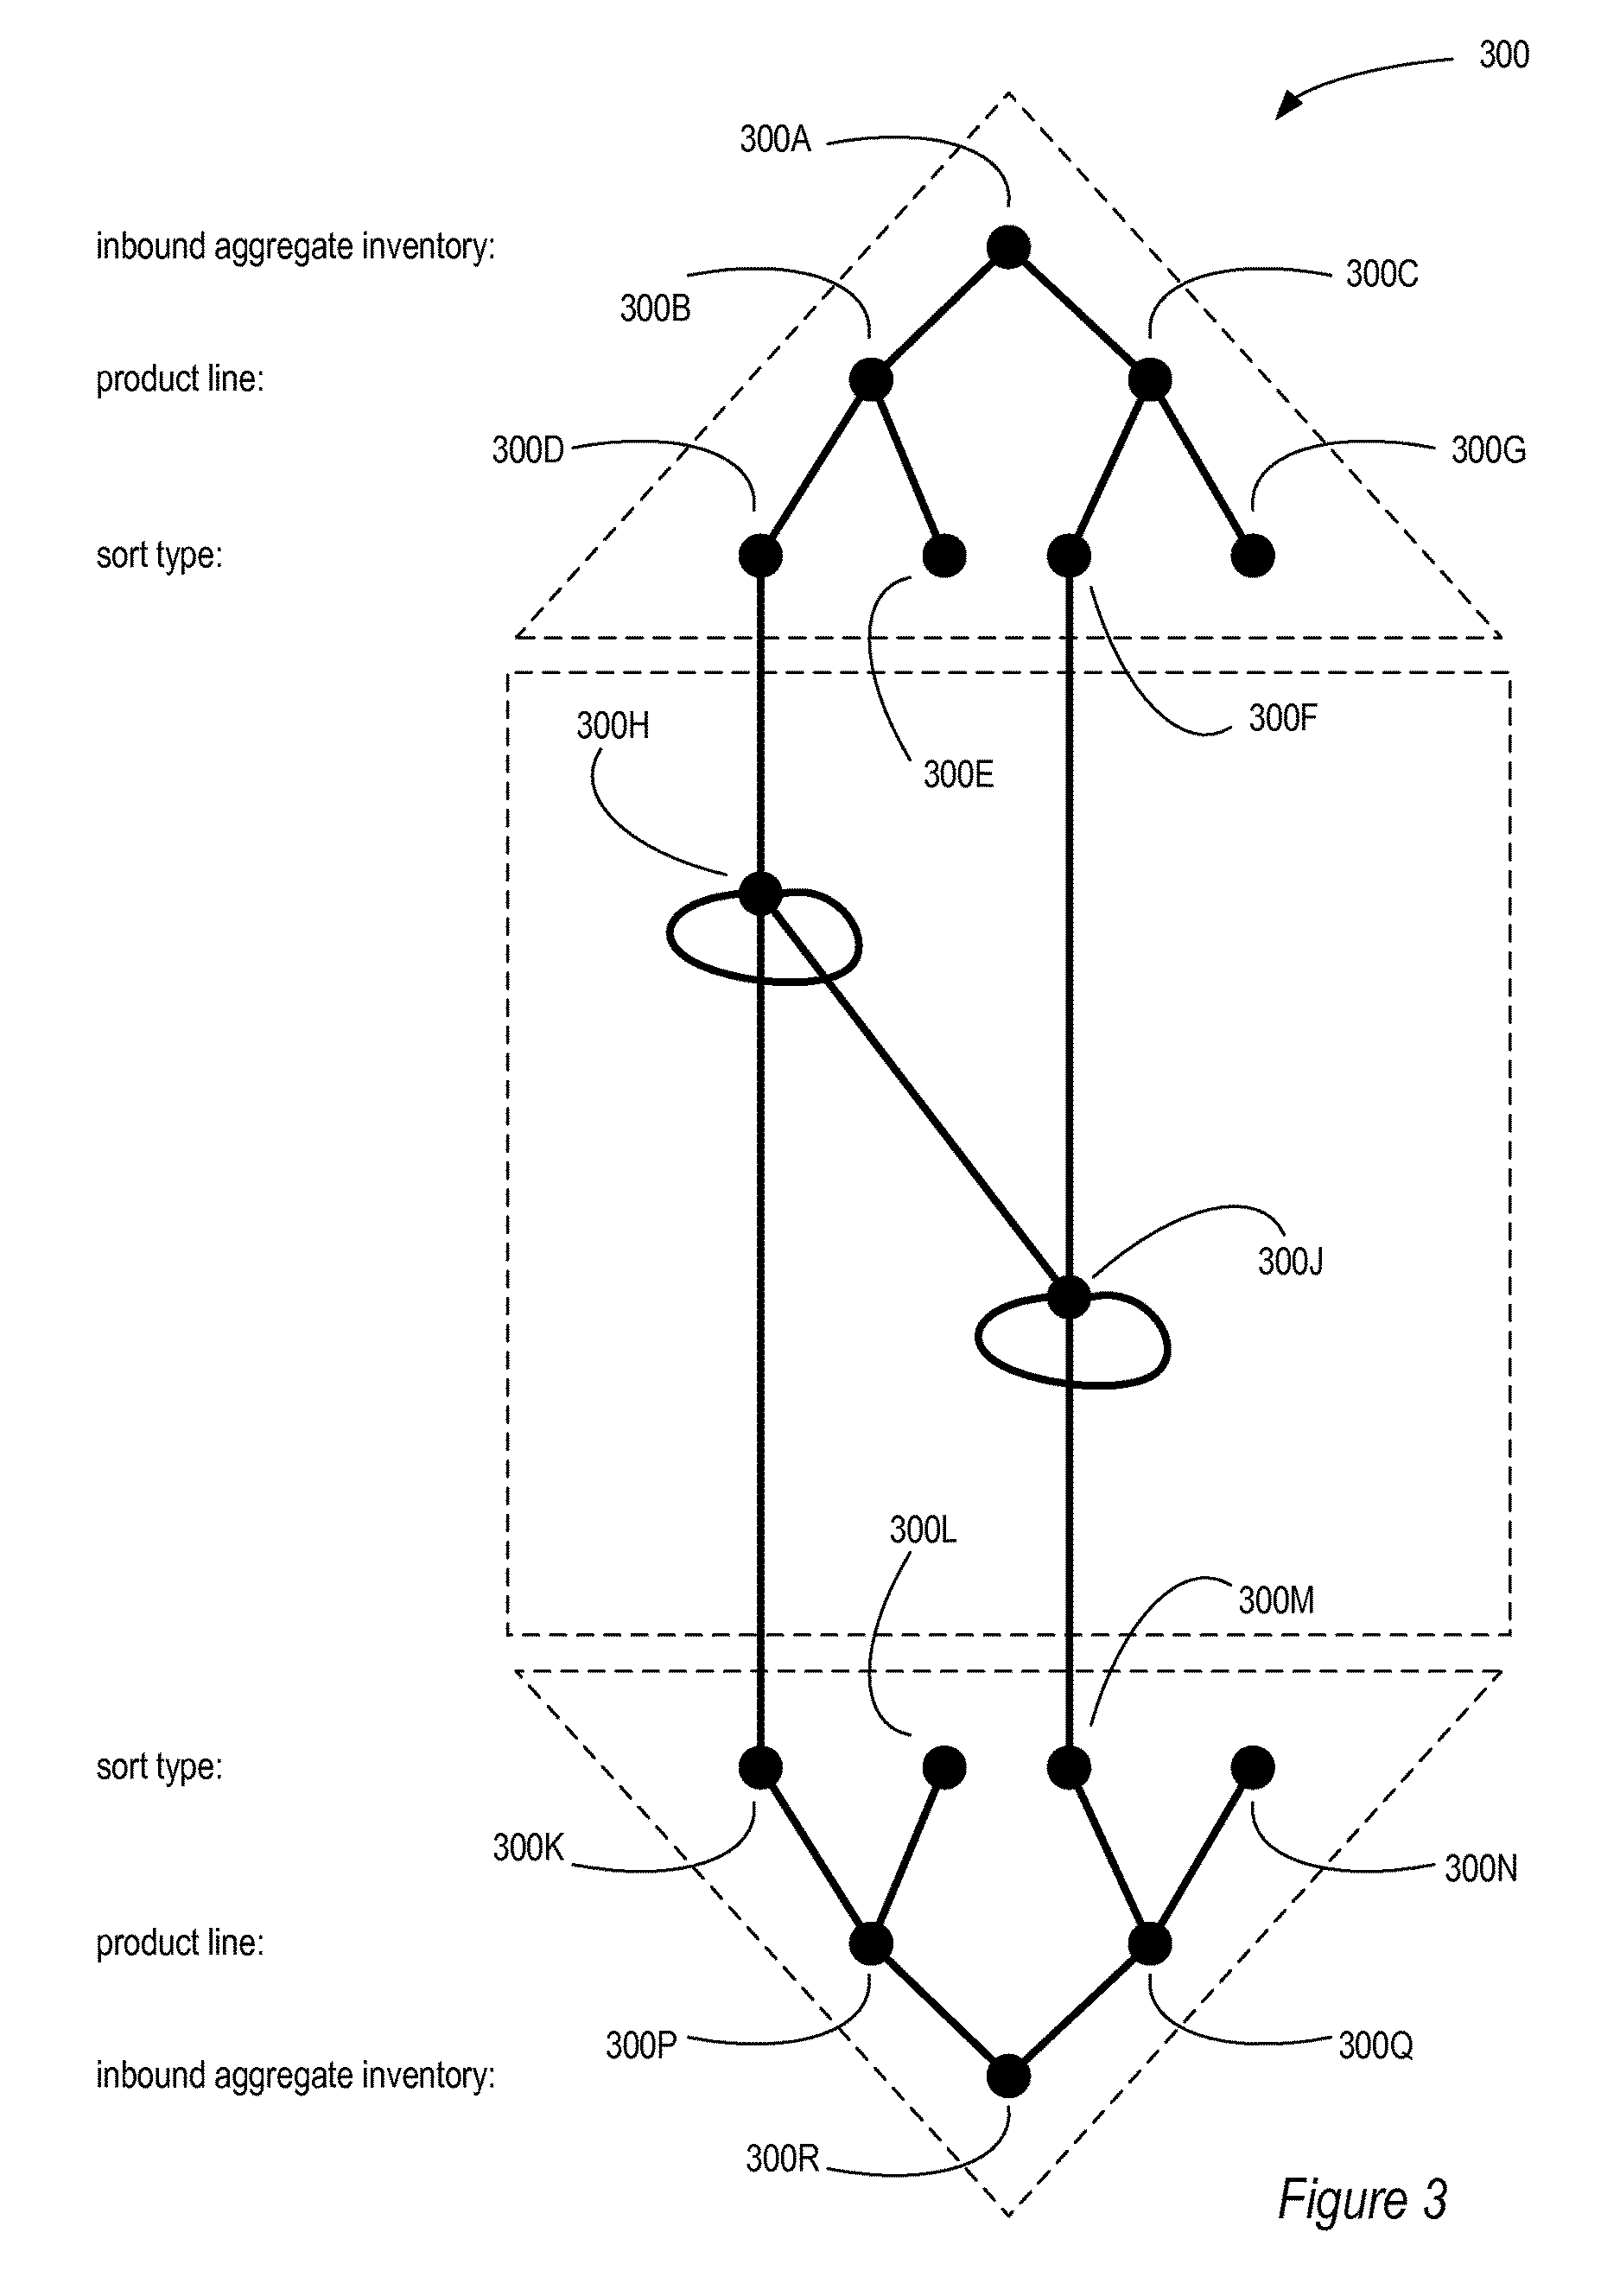 300
300A
inbound aggregate inventory:
300C
300B
product line:
300D
300G
sort type:
300F
300H
300E
300J
300L
300M
sort type:
300K
300N
product line:
300P
300Q
inbound aggregate inventory:
300R
Figure 3